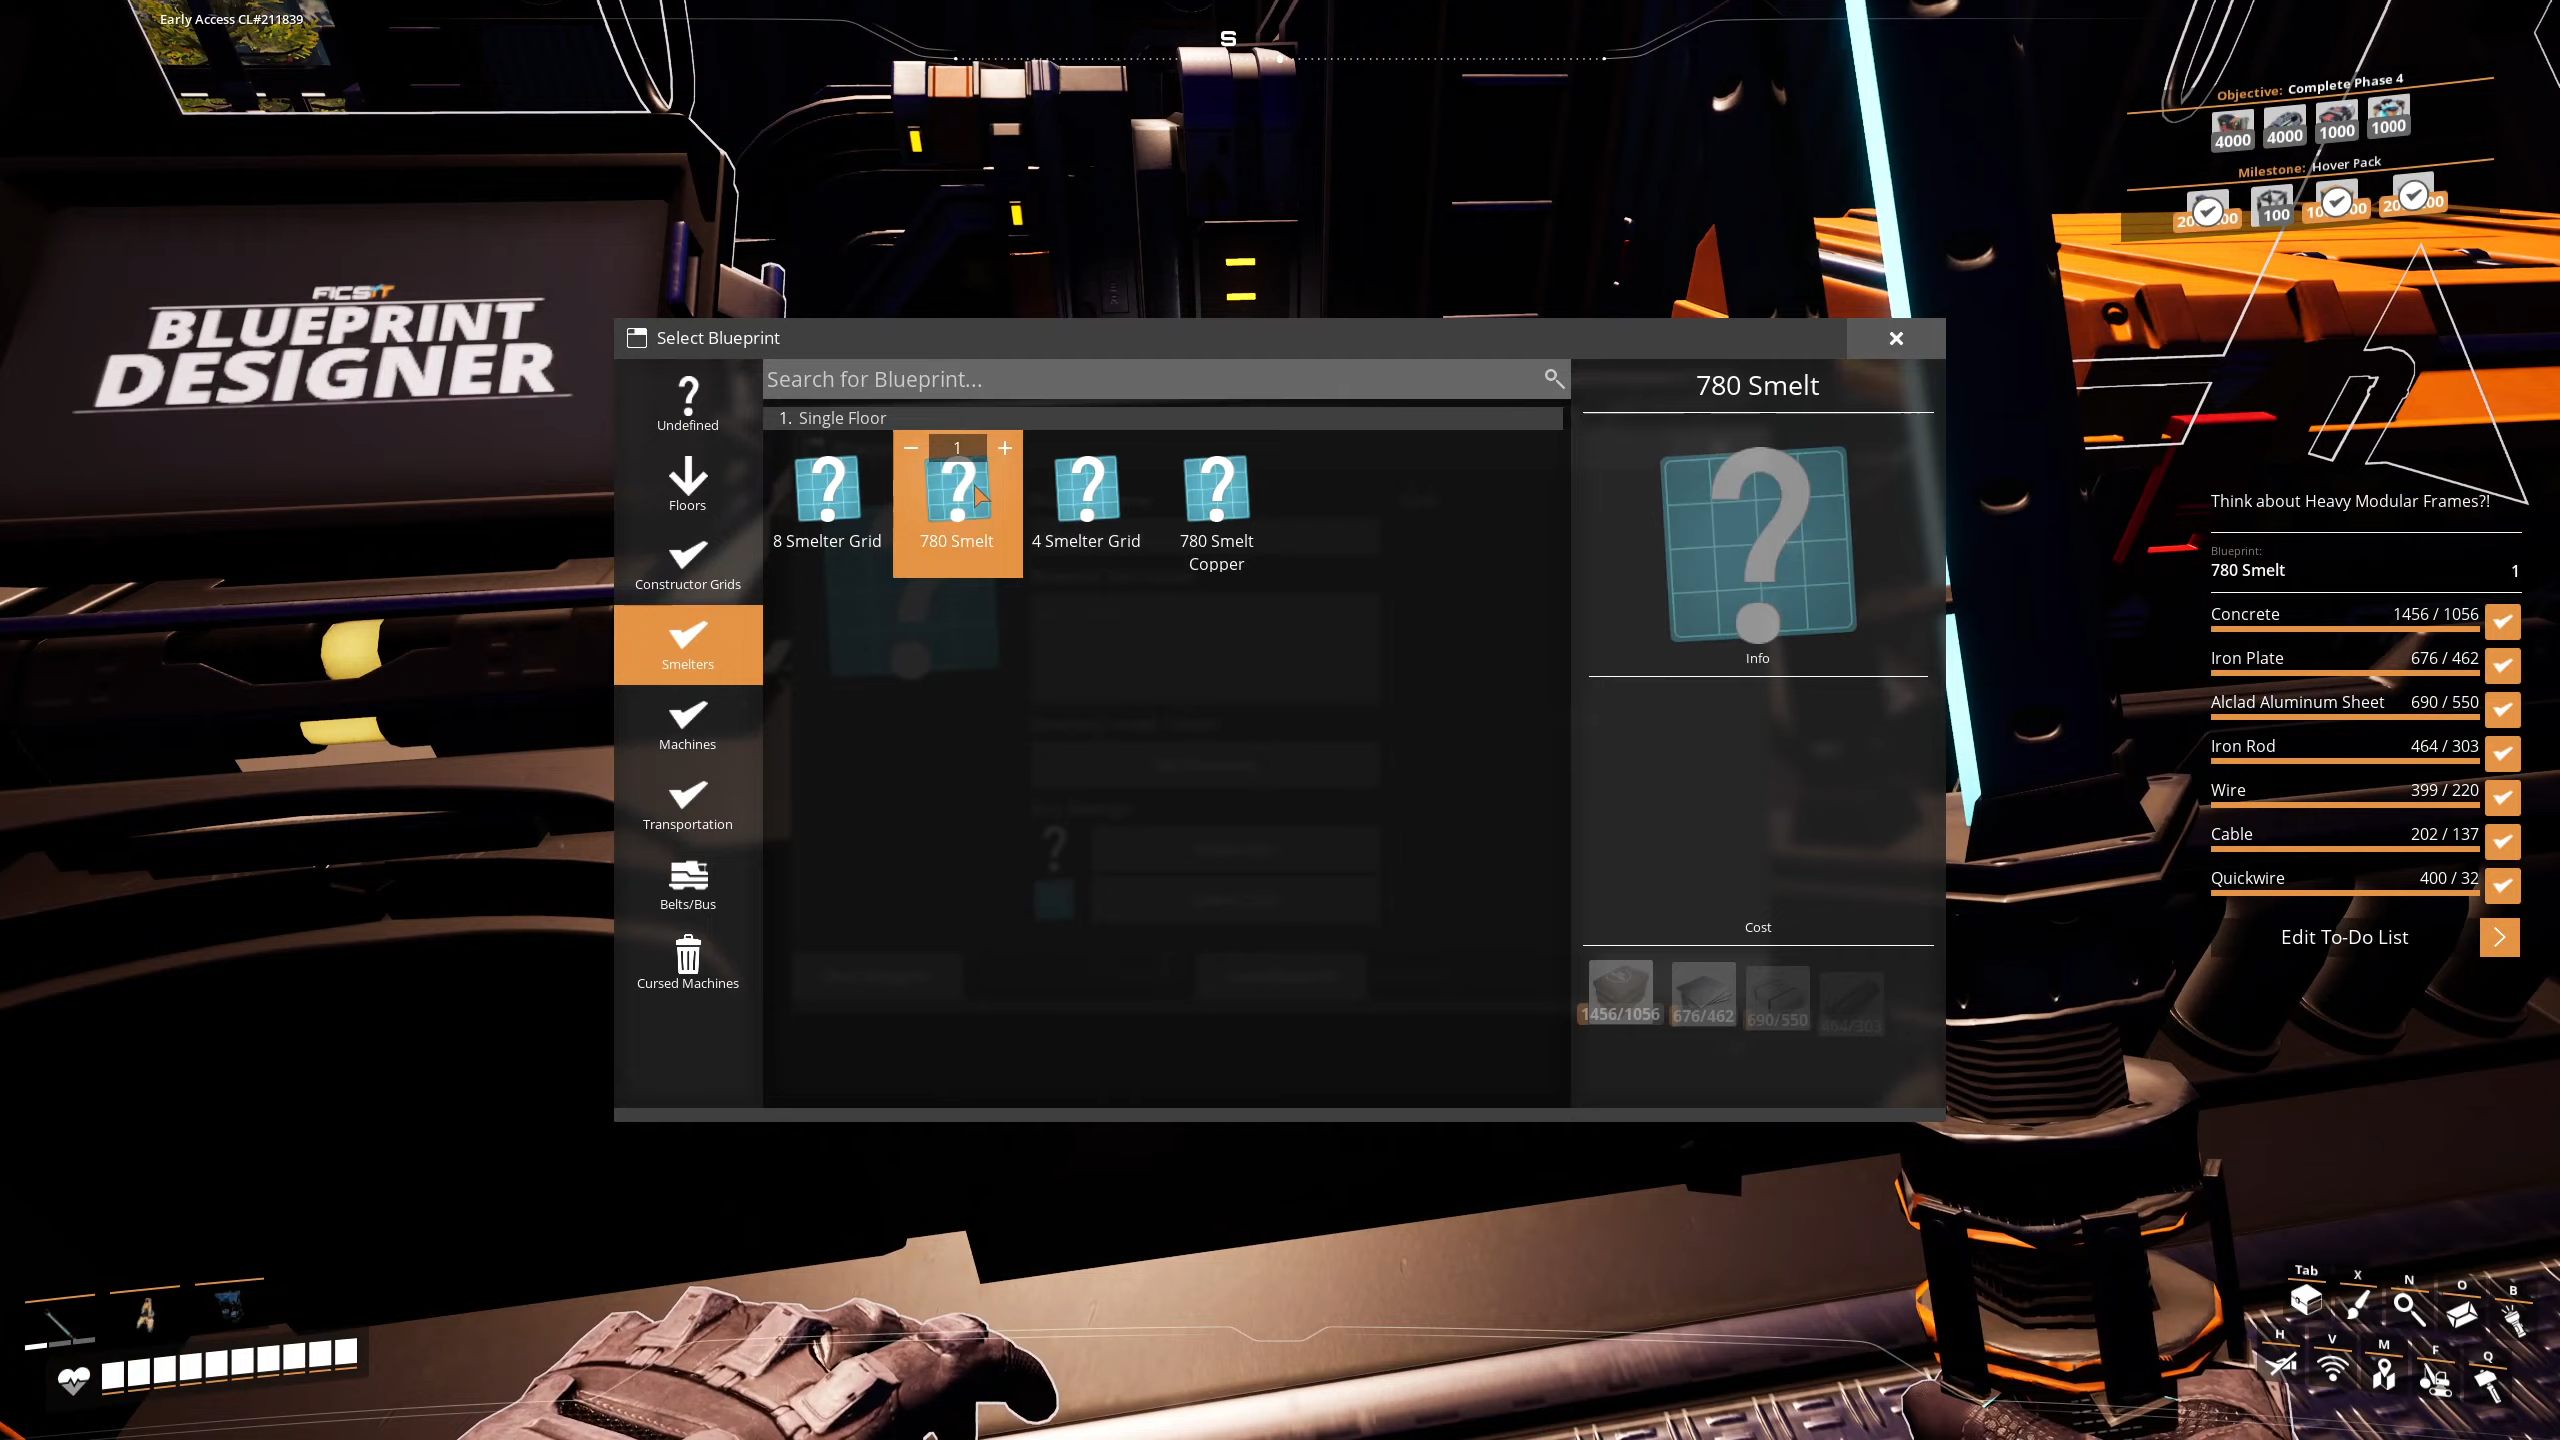 Early Access CL#211839
S
Objective: Complete Phase 4
4000 4000 1000 1000
Milestone: Hover Pack
100
FICSIT
BLUEPRINT
DESIGNER
Select Blueprint
Search for Blueprint...
1. Single Floor
1
8 Smelter Grid
780 Smelt
4 Smelter Grid
780 Smelt
Copper
Undefined
Floors
Constructor Grids
Smelters
Machines
Transportation
Belts/Bus
Cursed Machines
780 Smelt
Info
Cost
1456/1056 676/462 690/550 464/303
Think about Heavy Modular Frames?!
Blueprint:
780 Smelt 1
Concrete 1456 / 1056
Iron Plate 676 / 462
Alclad Aluminum Sheet 690 / 550
Iron Rod 464 / 303
Wire 399 / 220
Cable 202 / 137
Quickwire 400 / 32
Edit To-Do List
Tab X N O B
H V M F Q